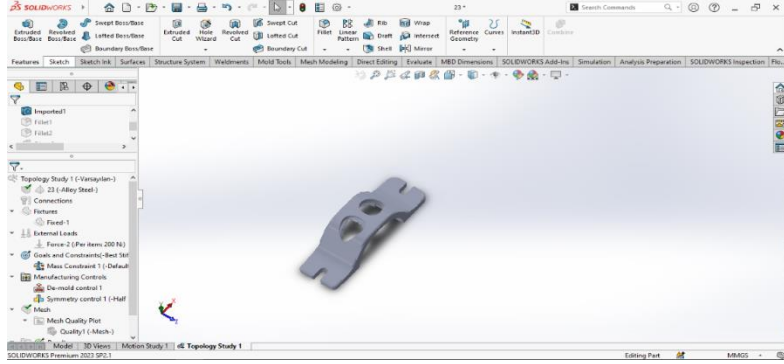 SOLIDWORKS
23 *
Search Commands
Extruded Boss/Base
Revolved Boss/Base
Swept Boss/Base
Lofted Boss/Base
Boundary Boss/Base
Extruded Cut
Hole Wizard
Revolved Cut
Swept Cut
Lofted Cut
Boundary Cut
Fillet
Linear Pattern
Rib
Draft
Shell
Wrap
Intersect
Mirror
Reference Geometry
Curves
Instant3D
Combine
Features Sketch Sketch Ink Surfaces Structure System Weldments Mold Tools Mesh Modeling Direct Editing Evaluate MBD Dimensions SOLIDWORKS Add-Ins Simulation Analysis Preparation SOLIDWORKS Inspection Flo...
Imported1
Fillet1
Fillet2
Topology Study 1 (-Varsayılan-)
23 (-Alloy Steel-)
Connections
Fixtures
Fixed-1
External Loads
Force-2 (:Per item: 200 N:)
Goals and Constraints(-Best Stif
Mass Constraint 1 (-Default
Manufacturing Controls
De-mold control 1
Symmetry control 1 (-Half
Mesh
Mesh Quality Plot
Quality1 (-Mesh-)
Model 3D Views Motion Study 1 Topology Study 1
SOLIDWORKS Premium 2023 SP2.1
Editing Part
MMGS